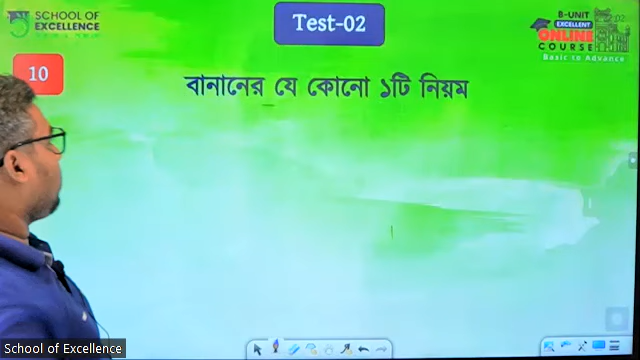 SCHOOL OF
EXCELLENCE
Test-02
B-UNIT
EXCELLENT
ONLINE
COURSE
Basic to Advance
10
বানানের যে কোনো ১টি নিয়ম
School of Excellence